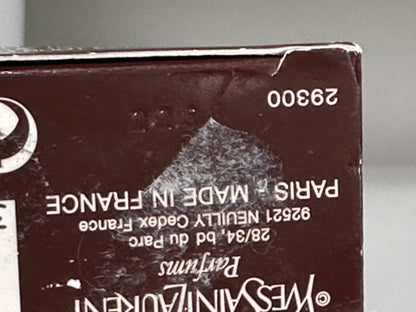 © YVES SAINT LAURENT
Parfums
28/34, bd du Parc
92521 NEUILLY Cedex France
PARIS - MADE IN FRANCE
29300